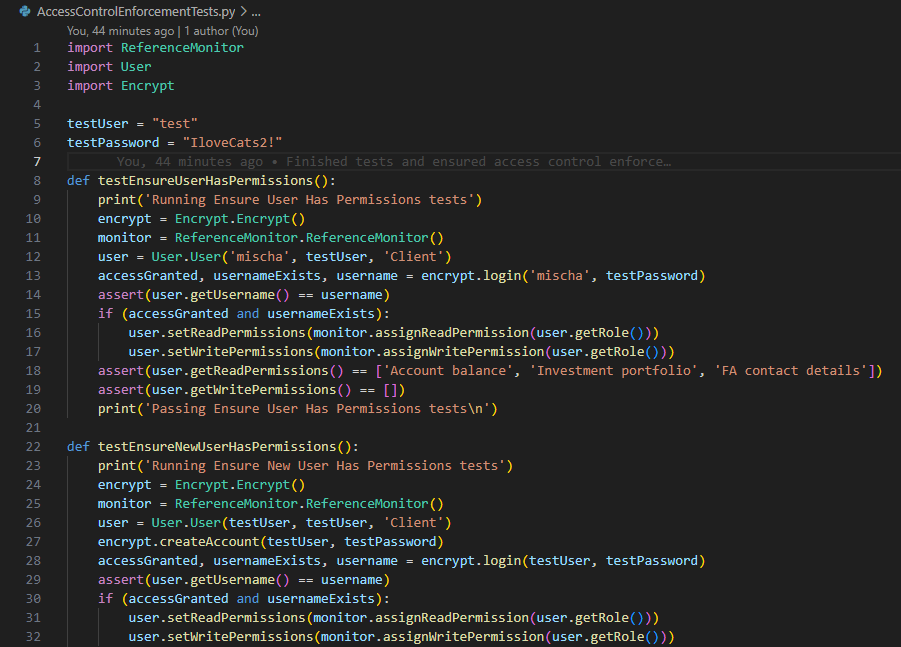 AccessControlEnforcementTests.py > ...
You, 44 minutes ago | 1 author (You)
1 import ReferenceMonitor
2 import User
3 import Encrypt
4
5 testUser = "test"
6 testPassword = "IloveCats2!"
7 You, 44 minutes ago • Finished tests and ensured access control enforce…
8 def testEnsureUserHasPermissions():
9     print('Running Ensure User Has Permissions tests')
10     encrypt = Encrypt.Encrypt()
11     monitor = ReferenceMonitor.ReferenceMonitor()
12     user = User.User('mischa', testUser, 'Client')
13     accessGranted, usernameExists, username = encrypt.login('mischa', testPassword)
14     assert(user.getUsername() == username)
15     if (accessGranted and usernameExists):
16         user.setReadPermissions(monitor.assignReadPermission(user.getRole()))
17         user.setWritePermissions(monitor.assignWritePermission(user.getRole()))
18     assert(user.getReadPermissions() == ['Account balance', 'Investment portfolio', 'FA contact details'])
19     assert(user.getWritePermissions() == [])
20     print('Passing Ensure User Has Permissions tests\n')
21
22 def testEnsureNewUserHasPermissions():
23     print('Running Ensure New User Has Permissions tests')
24     encrypt = Encrypt.Encrypt()
25     monitor = ReferenceMonitor.ReferenceMonitor()
26     user = User.User(testUser, testUser, 'Client')
27     encrypt.createAccount(testUser, testPassword)
28     accessGranted, usernameExists, username = encrypt.login(testUser, testPassword)
29     assert(user.getUsername() == username)
30     if (accessGranted and usernameExists):
31         user.setReadPermissions(monitor.assignReadPermission(user.getRole()))
32         user.setWritePermissions(monitor.assignWritePermission(user.getRole()))